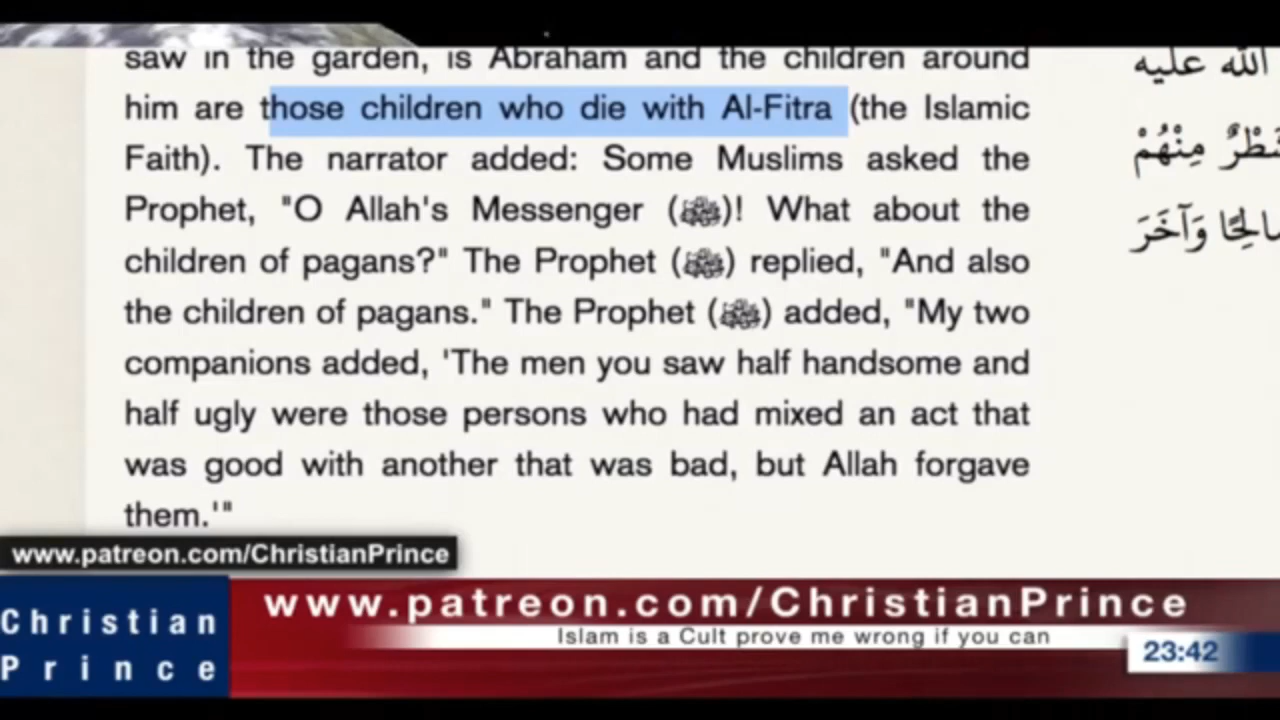 saw in the garden, is Abraham and the children around
him are those children who die with Al-Fitra (the Islamic
Faith). The narrator added: Some Muslims asked the
Prophet, "O Allah's Messenger (ﷺ)! What about the
children of pagans?" The Prophet (ﷺ) replied, "And also
the children of pagans." The Prophet (ﷺ) added, "My two
companions added, 'The men you saw half handsome and
half ugly were those persons who had mixed an act that
was good with another that was bad, but Allah forgave
them.'"
الله عليه
شَطْرٌ مِنْهُمْ
وَآخَرَ
www.patreon.com/ChristianPrince
www.patreon.com/ChristianPrince
Islam is a Cult prove me wrong if you can
Christian
Prince
23:42